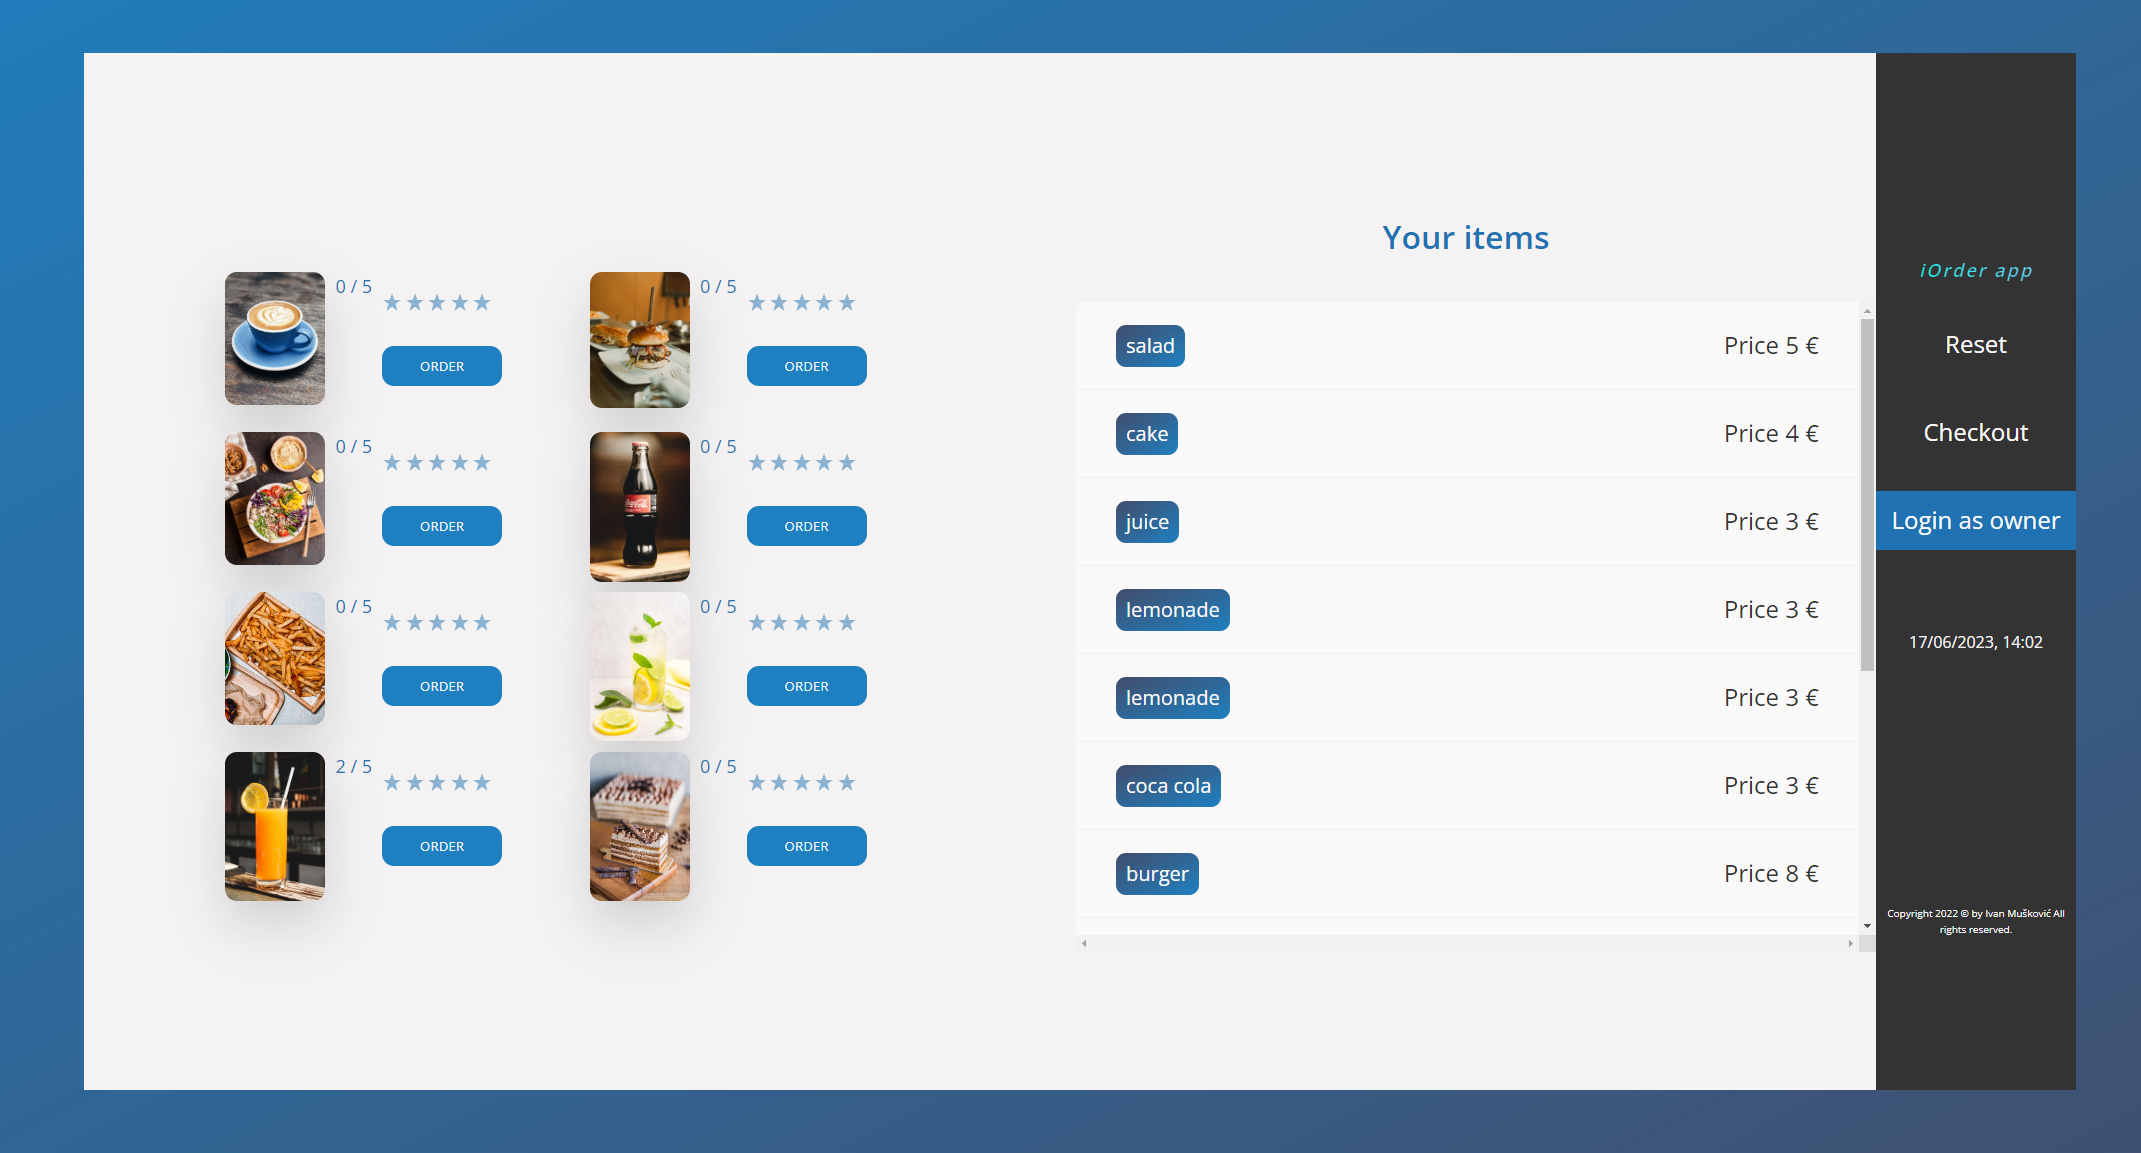 0 / 5
ORDER
0 / 5
ORDER
0 / 5
ORDER
0 / 5
Coca-Cola
ORDER
0 / 5
ORDER
0 / 5
ORDER
2 / 5
ORDER
0 / 5
ORDER
Your items
salad Price 5 €
cake Price 4 €
juice Price 3 €
lemonade Price 3 €
lemonade Price 3 €
coca cola Price 3 €
burger Price 8 €
iOrder app
Reset
Checkout
Login as owner
17/06/2023, 14:02
Copyright 2022 © by Ivan Mušković All
rights reserved.